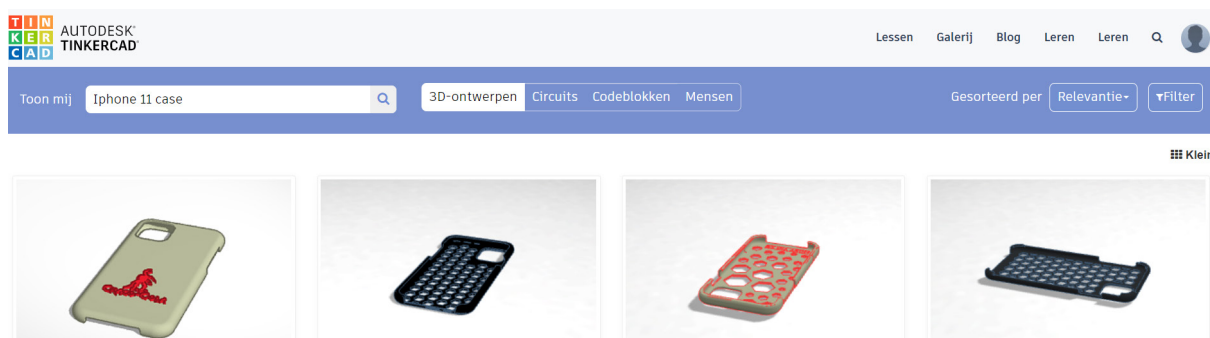 TIN
KER
CAD
AUTODESK®
TINKERCAD®
Lessen Galerij Blog Leren Leren
Toon mij Iphone 11 case 3D-ontwerpen Circuits Codeblokken Mensen Gesorteerd per Relevantie Filter
Klein